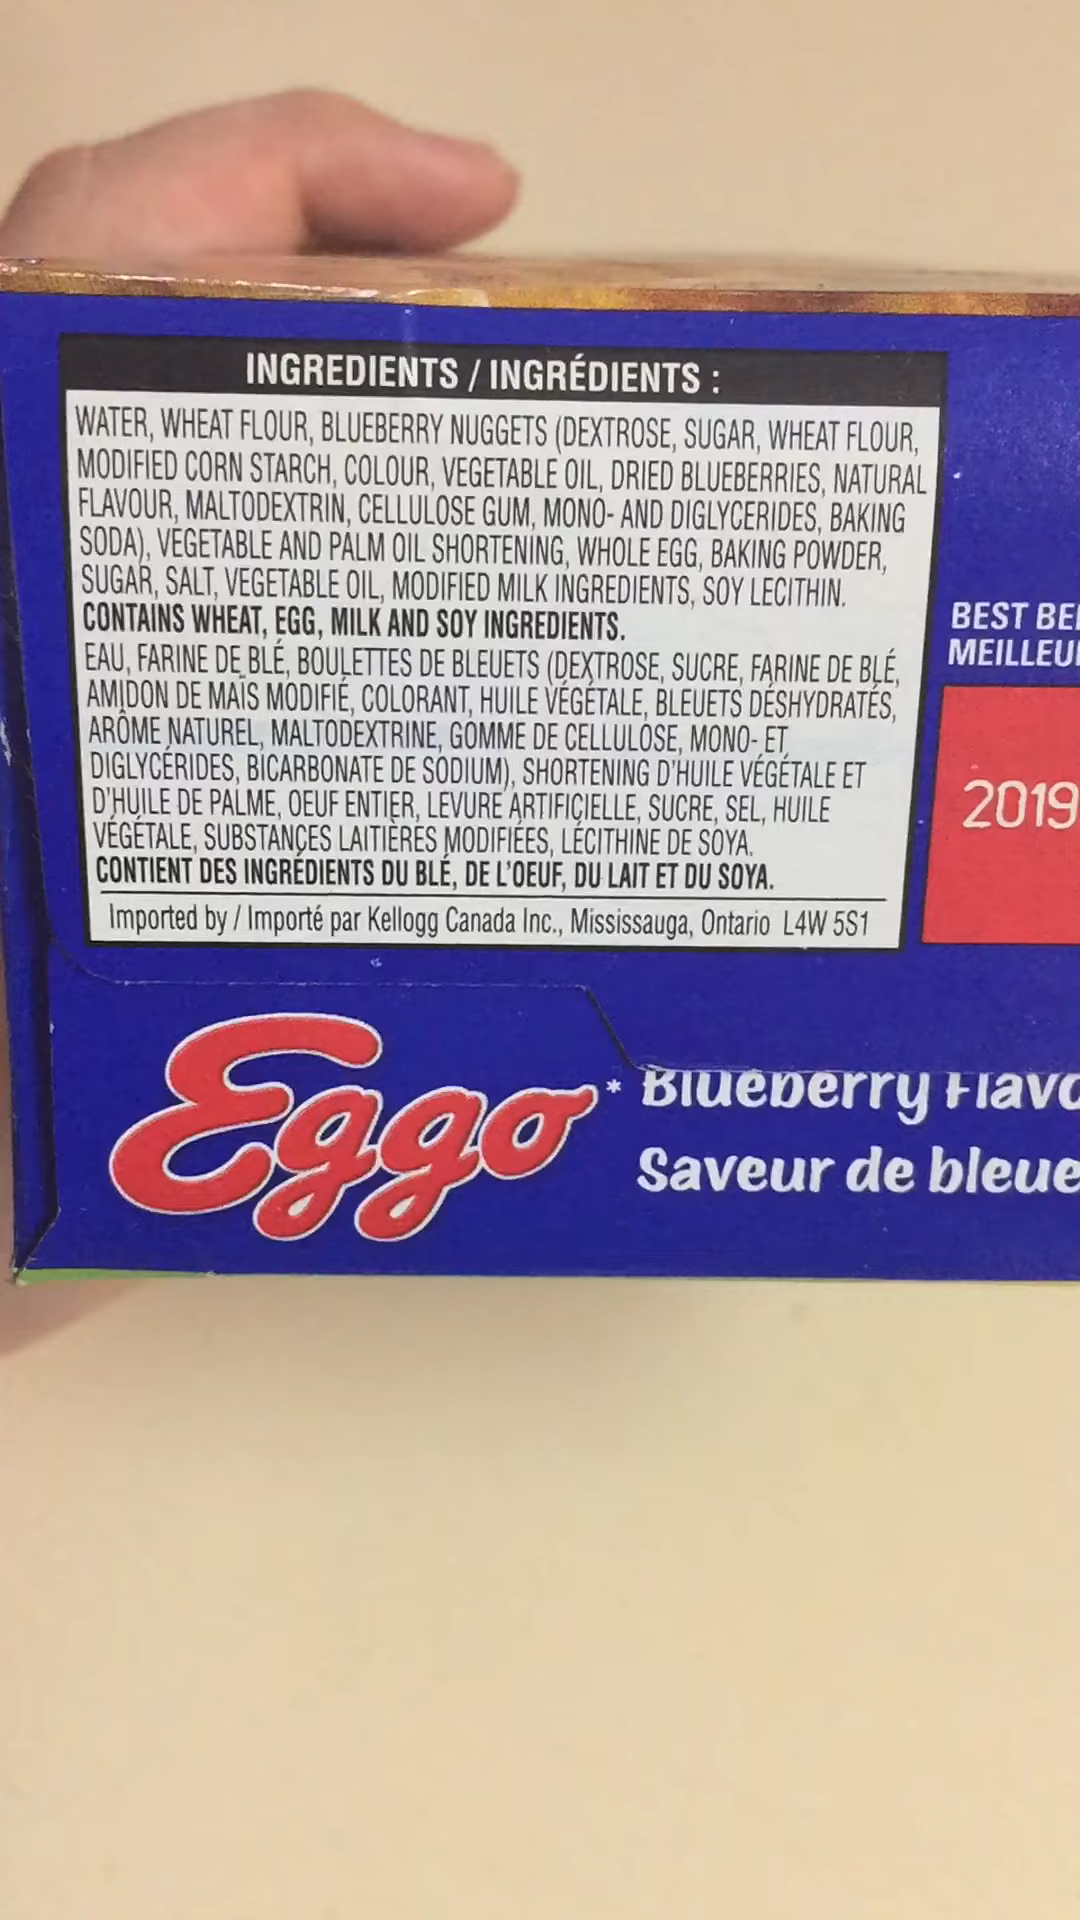 INGREDIENTS / INGRÉDIENTS :
WATER, WHEAT FLOUR, BLUEBERRY NUGGETS (DEXTROSE, SUGAR, WHEAT FLOUR,
MODIFIED CORN STARCH, COLOUR, VEGETABLE OIL, DRIED BLUEBERRIES, NATURAL
FLAVOUR, MALTODEXTRIN, CELLULOSE GUM, MONO- AND DIGLYCERIDES, BAKING
SODA), VEGETABLE AND PALM OIL SHORTENING, WHOLE EGG, BAKING POWDER,
SUGAR, SALT, VEGETABLE OIL, MODIFIED MILK INGREDIENTS, SOY LECITHIN.
CONTAINS WHEAT, EGG, MILK AND SOY INGREDIENTS.
EAU, FARINE DE BLÉ, BOULETTES DE BLEUETS (DEXTROSE, SUCRE, FARINE DE BLÉ,
AMIDON DE MAÏS MODIFIÉ, COLORANT, HUILE VÉGÉTALE, BLEUETS DÉSHYDRATÉS,
ARÔME NATUREL, MALTODEXTRINE, GOMME DE CELLULOSE, MONO- ET
DIGLYCÉRIDES, BICARBONATE DE SODIUM), SHORTENING D'HUILE VÉGÉTALE ET
D'HUILE DE PALME, OEUF ENTIER, LEVURE ARTIFICIELLE, SUCRE, SEL, HUILE
VÉGÉTALE, SUBSTANCES LAITIÈRES MODIFIÉES, LÉCITHINE DE SOYA.
CONTIENT DES INGRÉDIENTS DU BLÉ, DE L'OEUF, DU LAIT ET DU SOYA.
Imported by / Importé par Kellogg Canada Inc., Mississauga, Ontario L4W 5S1
BEST
2019
Eggo* Blueberry
Saveur de